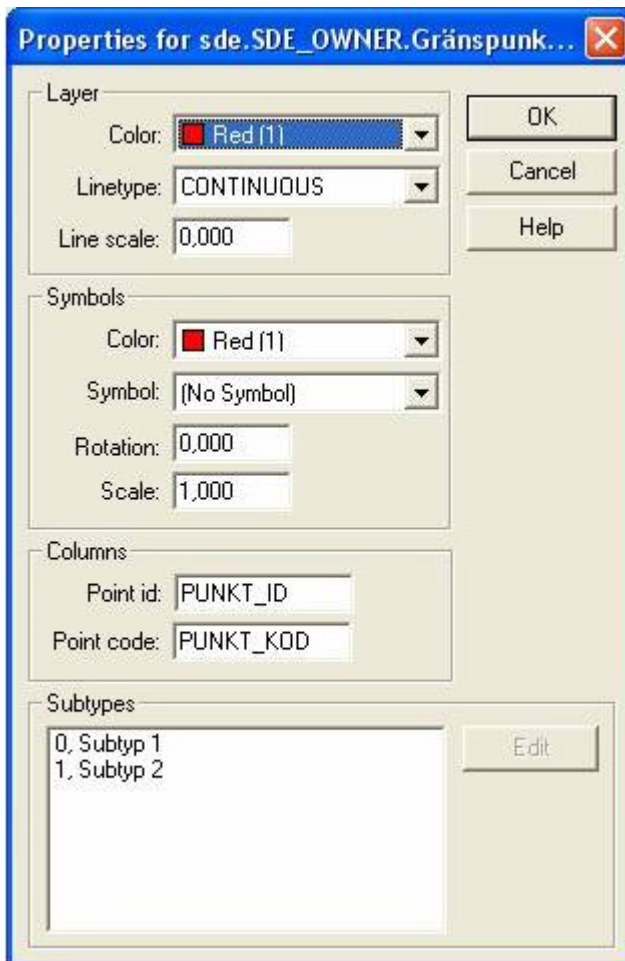 Properties for sde.SDE_OWNER.Gränspunk...
Layer
Color: Red (1)
Linetype: CONTINUOUS
Line scale: 0,000
OK
Cancel
Help
Symbols
Color: Red (1)
Symbol: (No Symbol)
Rotation: 0,000
Scale: 1,000
Columns
Point id: PUNKT_ID
Point code: PUNKT_KOD
Subtypes
0, Subtyp 1
1, Subtyp 2
Edit